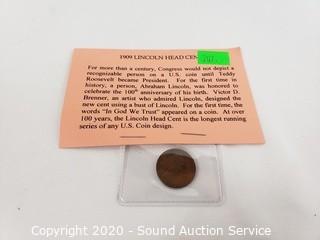 1909 LINCOLN HEAD CENT
For more than a century, Congress would not depict a
recognizable person on a U.S. coin until Teddy
Roosevelt became President. For the first time in
history, a person, Abraham Lincoln, was honored to
celebrate the 100th anniversary of his birth. Victor D.
Brenner, an artist who admired Lincoln, designed the
new cent using a bust of Lincoln. For the first time, the
words "In God We Trust" appeared on a coin. At over
100 years, the Lincoln Head Cent is the longest running
series of any U.S. Coin design.
Copyright 2020 - Sound Auction Service